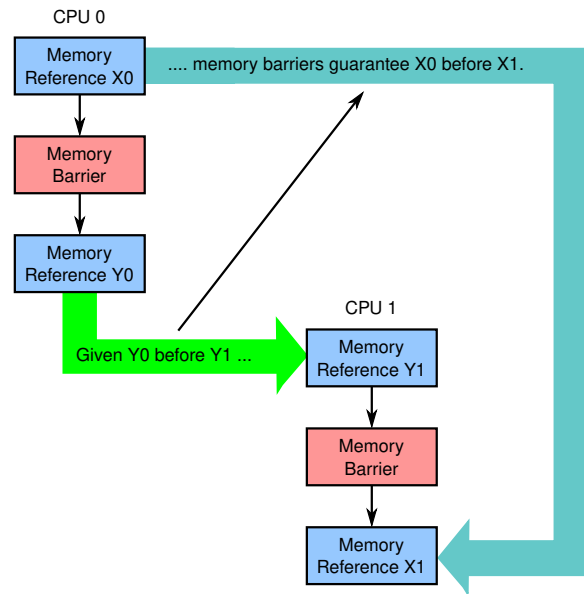 CPU 0
Memory
Reference X0
.... memory barriers guarantee X0 before X1.
Memory
Barrier
Memory
Reference Y0
CPU 1
Given Y0 before Y1 ...
Memory
Reference Y1
Memory
Barrier
Memory
Reference X1